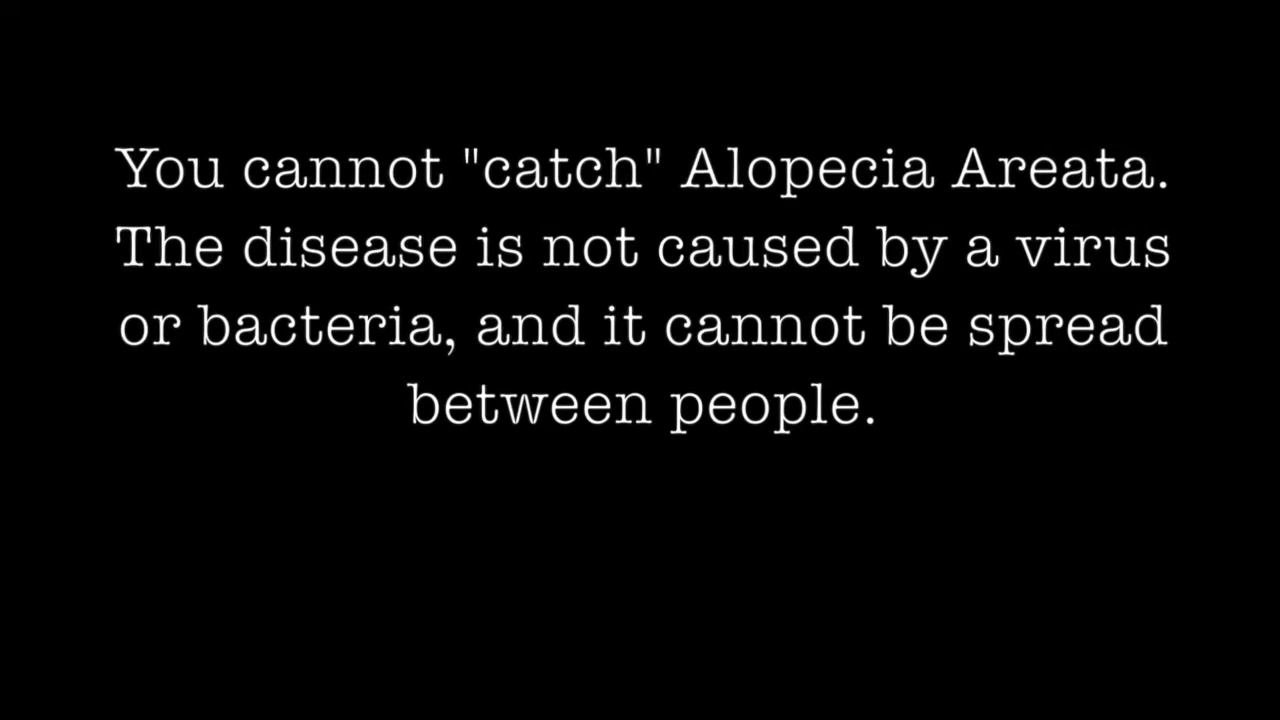 You cannot "catch" Alopecia Areata.
The disease is not caused by a virus
or bacteria, and it cannot be spread
between people.